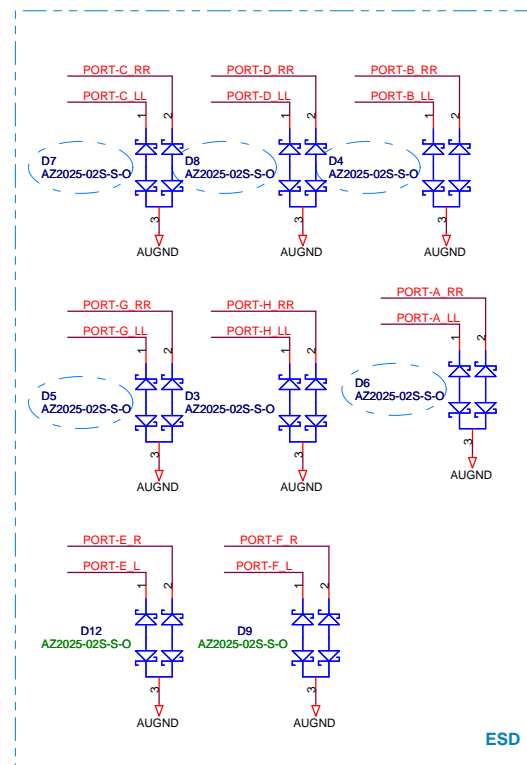 PORT-C_RR
PORT-D_RR
PORT-B_RR
PORT-C_LL
PORT-D_LL
PORT-B_LL
1
2
1
2
1
2
D7
AZ2025-02S-S-O
D8
AZ2025-02S-S-O
D4
AZ2025-02S-S-O
3
3
3
AUGND
AUGND
AUGND
PORT-A_RR
PORT-G_RR
PORT-H_RR
PORT-A_LL
PORT-G_LL
PORT-H_LL
1
2
1
2
1
2
D5
AZ2025-02S-S-O
D3
AZ2025-02S-S-O
D6
AZ2025-02S-S-O
3
3
3
AUGND
AUGND
AUGND
PORT-E_R
PORT-F_R
PORT-E_L
PORT-F_L
1
2
1
2
D12
AZ2025-02S-S-O
D9
AZ2025-02S-S-O
3
3
AUGND
AUGND
ESD